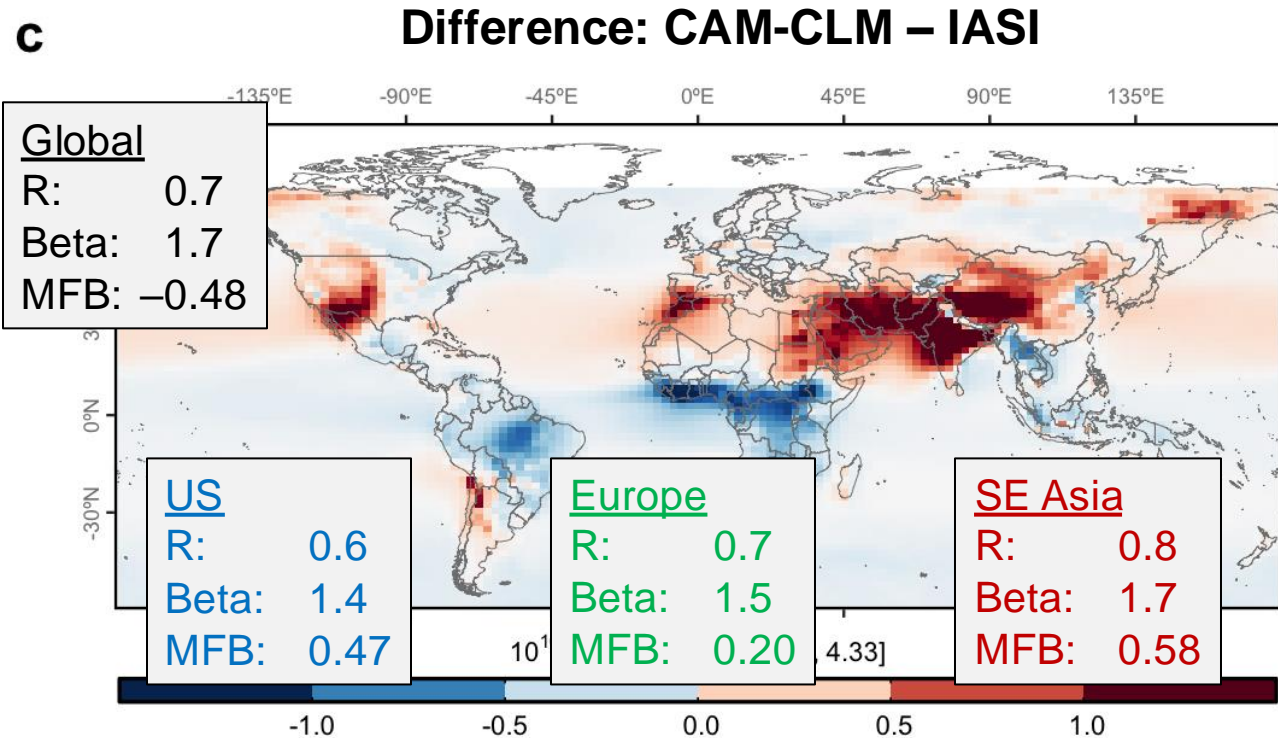 c
Difference: CAM-CLM – IASI
-135ºE -90ºE -45ºE 0ºE 45ºE 90ºE 135ºE
Global
R: 0.7
Beta: 1.7
MFB: –0.48
0ºN
-30ºN
US
R: 0.6
Beta: 1.4
MFB: 0.47
Europe
R: 0.7
Beta: 1.5
MFB: 0.20
SE Asia
R: 0.8
Beta: 1.7
MFB: 0.58
4.33]
-1.0 -0.5 0.0 0.5 1.0